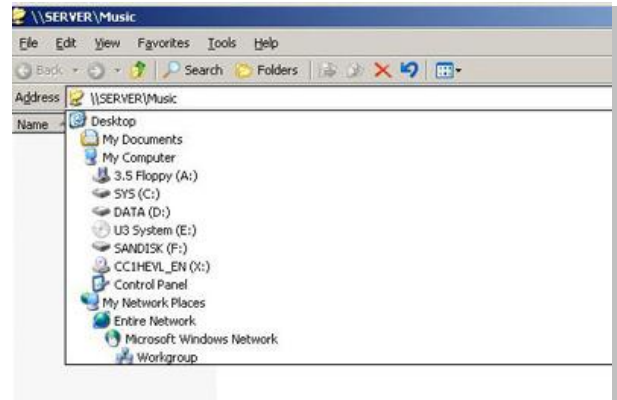 \\SERVER\Music
File Edit View Favorites Tools Help
Back Search Folders
Address \\SERVER\Music
Name
Desktop
My Documents
My Computer
3.5 Floppy (A:)
SYS (C:)
DATA (D:)
U3 System (E:)
SANDISK (F:)
CC1HEVL_EN (X:)
Control Panel
My Network Places
Entire Network
Microsoft Windows Network
Workgroup